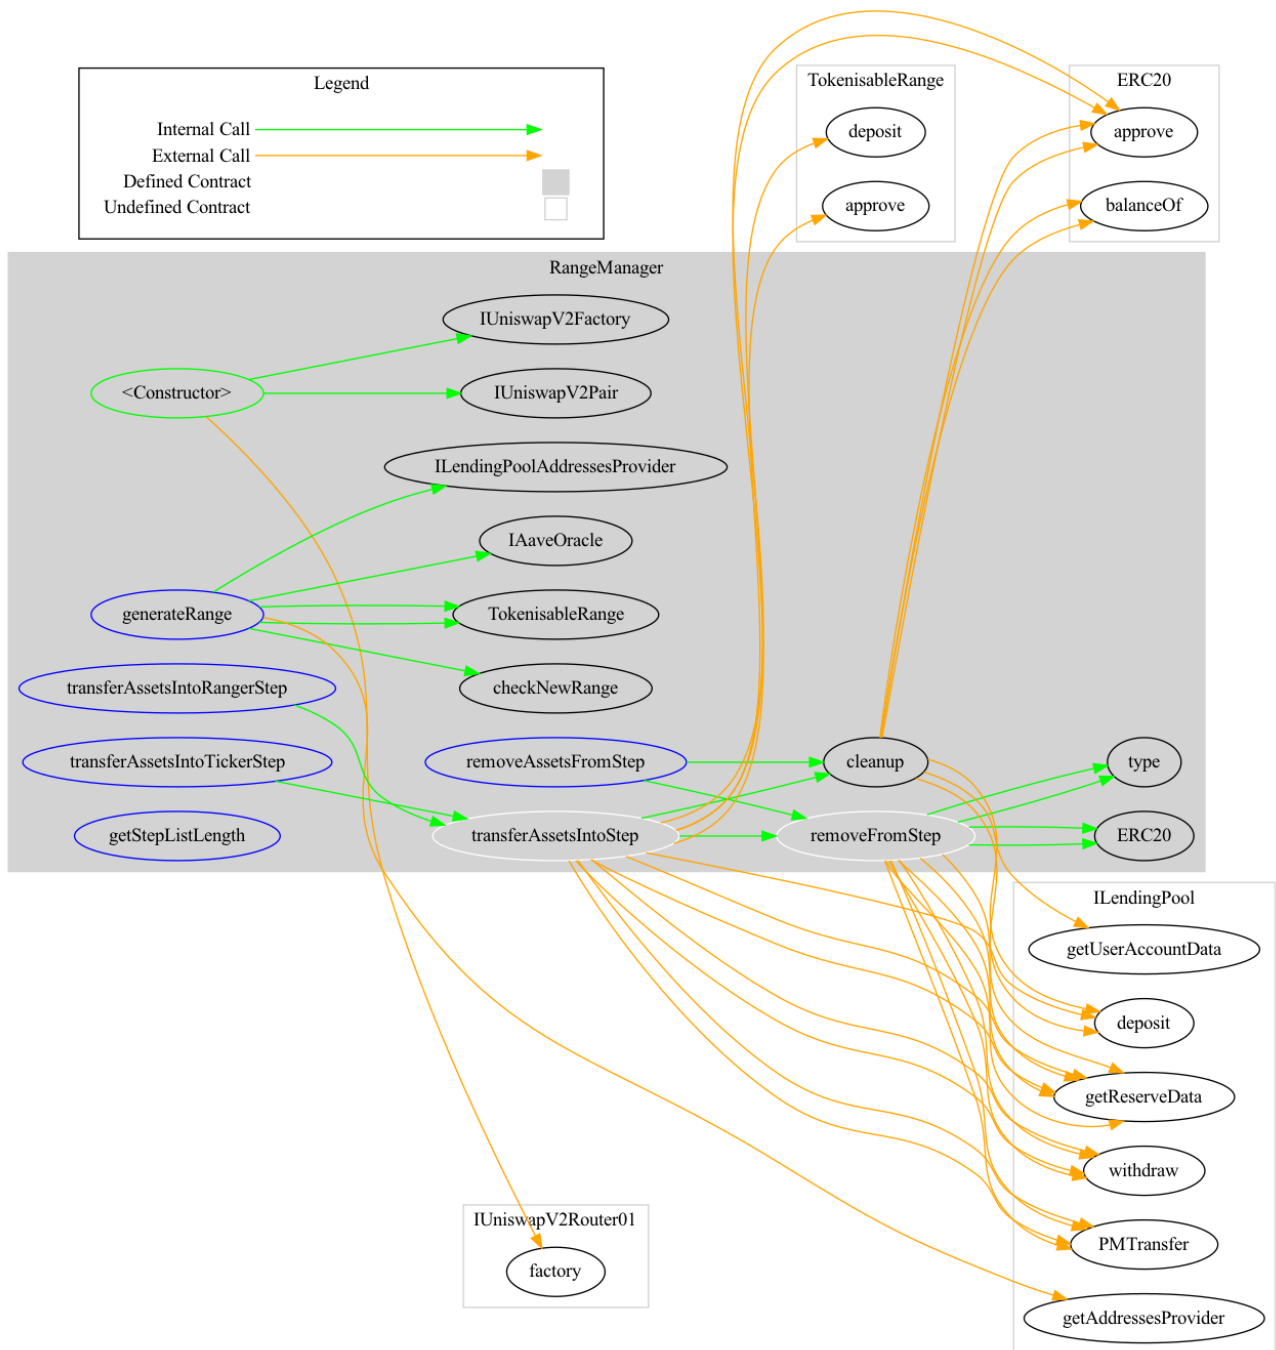 Legend
Internal Call
External Call
Defined Contract
Undefined Contract
TokenisableRange
deposit
approve
ERC20
approve
balanceOf
RangeManager
IUniswapV2Factory
<Constructor>
IUniswapV2Pair
ILendingPoolAddressesProvider
IAaveOracle
generateRange
TokenisableRange
transferAssetsIntoRangerStep
checkNewRange
transferAssetsIntoTickerStep
removeAssetsFromStep
cleanup
type
getStepListLength
transferAssetsIntoStep
removeFromStep
ERC20
ILendingPool
getUserAccountData
deposit
getReserveData
withdraw
PMTransfer
getAddressesProvider
IUniswapV2Router01
factory